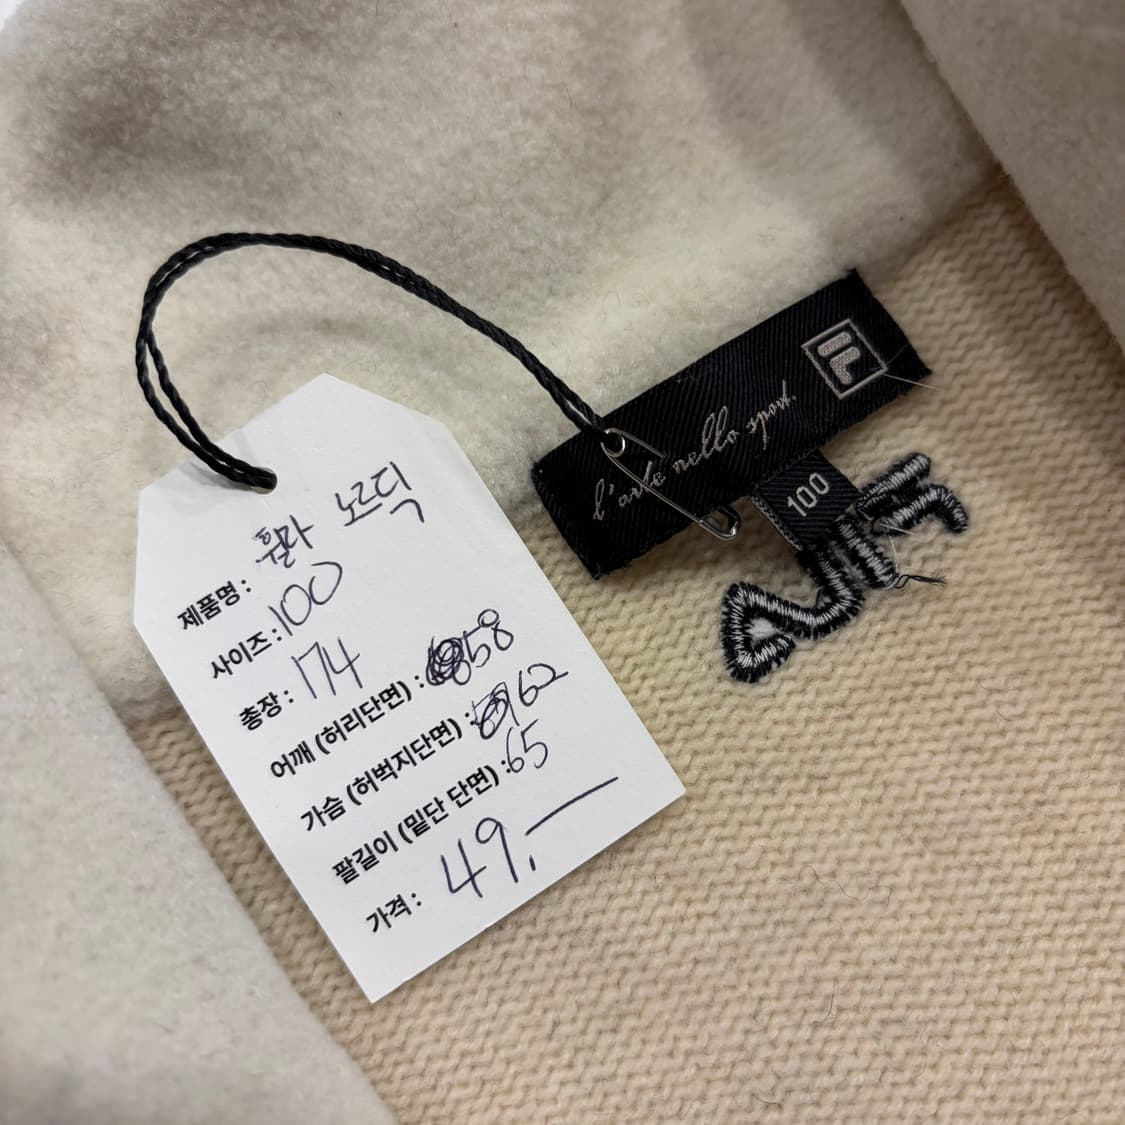 제품명 : 휠라 노르딕
사이즈 : 100
총장 : 174
어깨 (허리단면) : 58
가슴 (허벅지단면) : 62
팔길이 (밑단 단면) : 65
가격 : 49,—
l'arte nello sport.
F
100